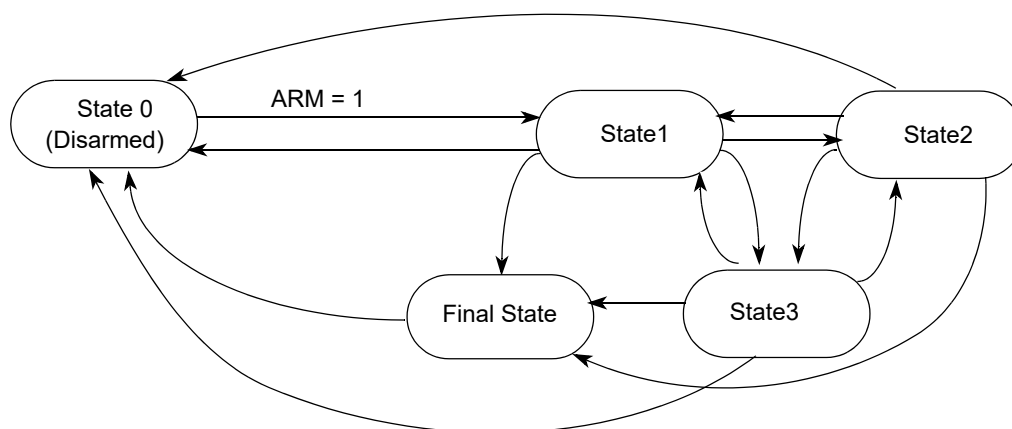 State 0
(Disarmed)
ARM = 1
State1
State2
Final State
State3